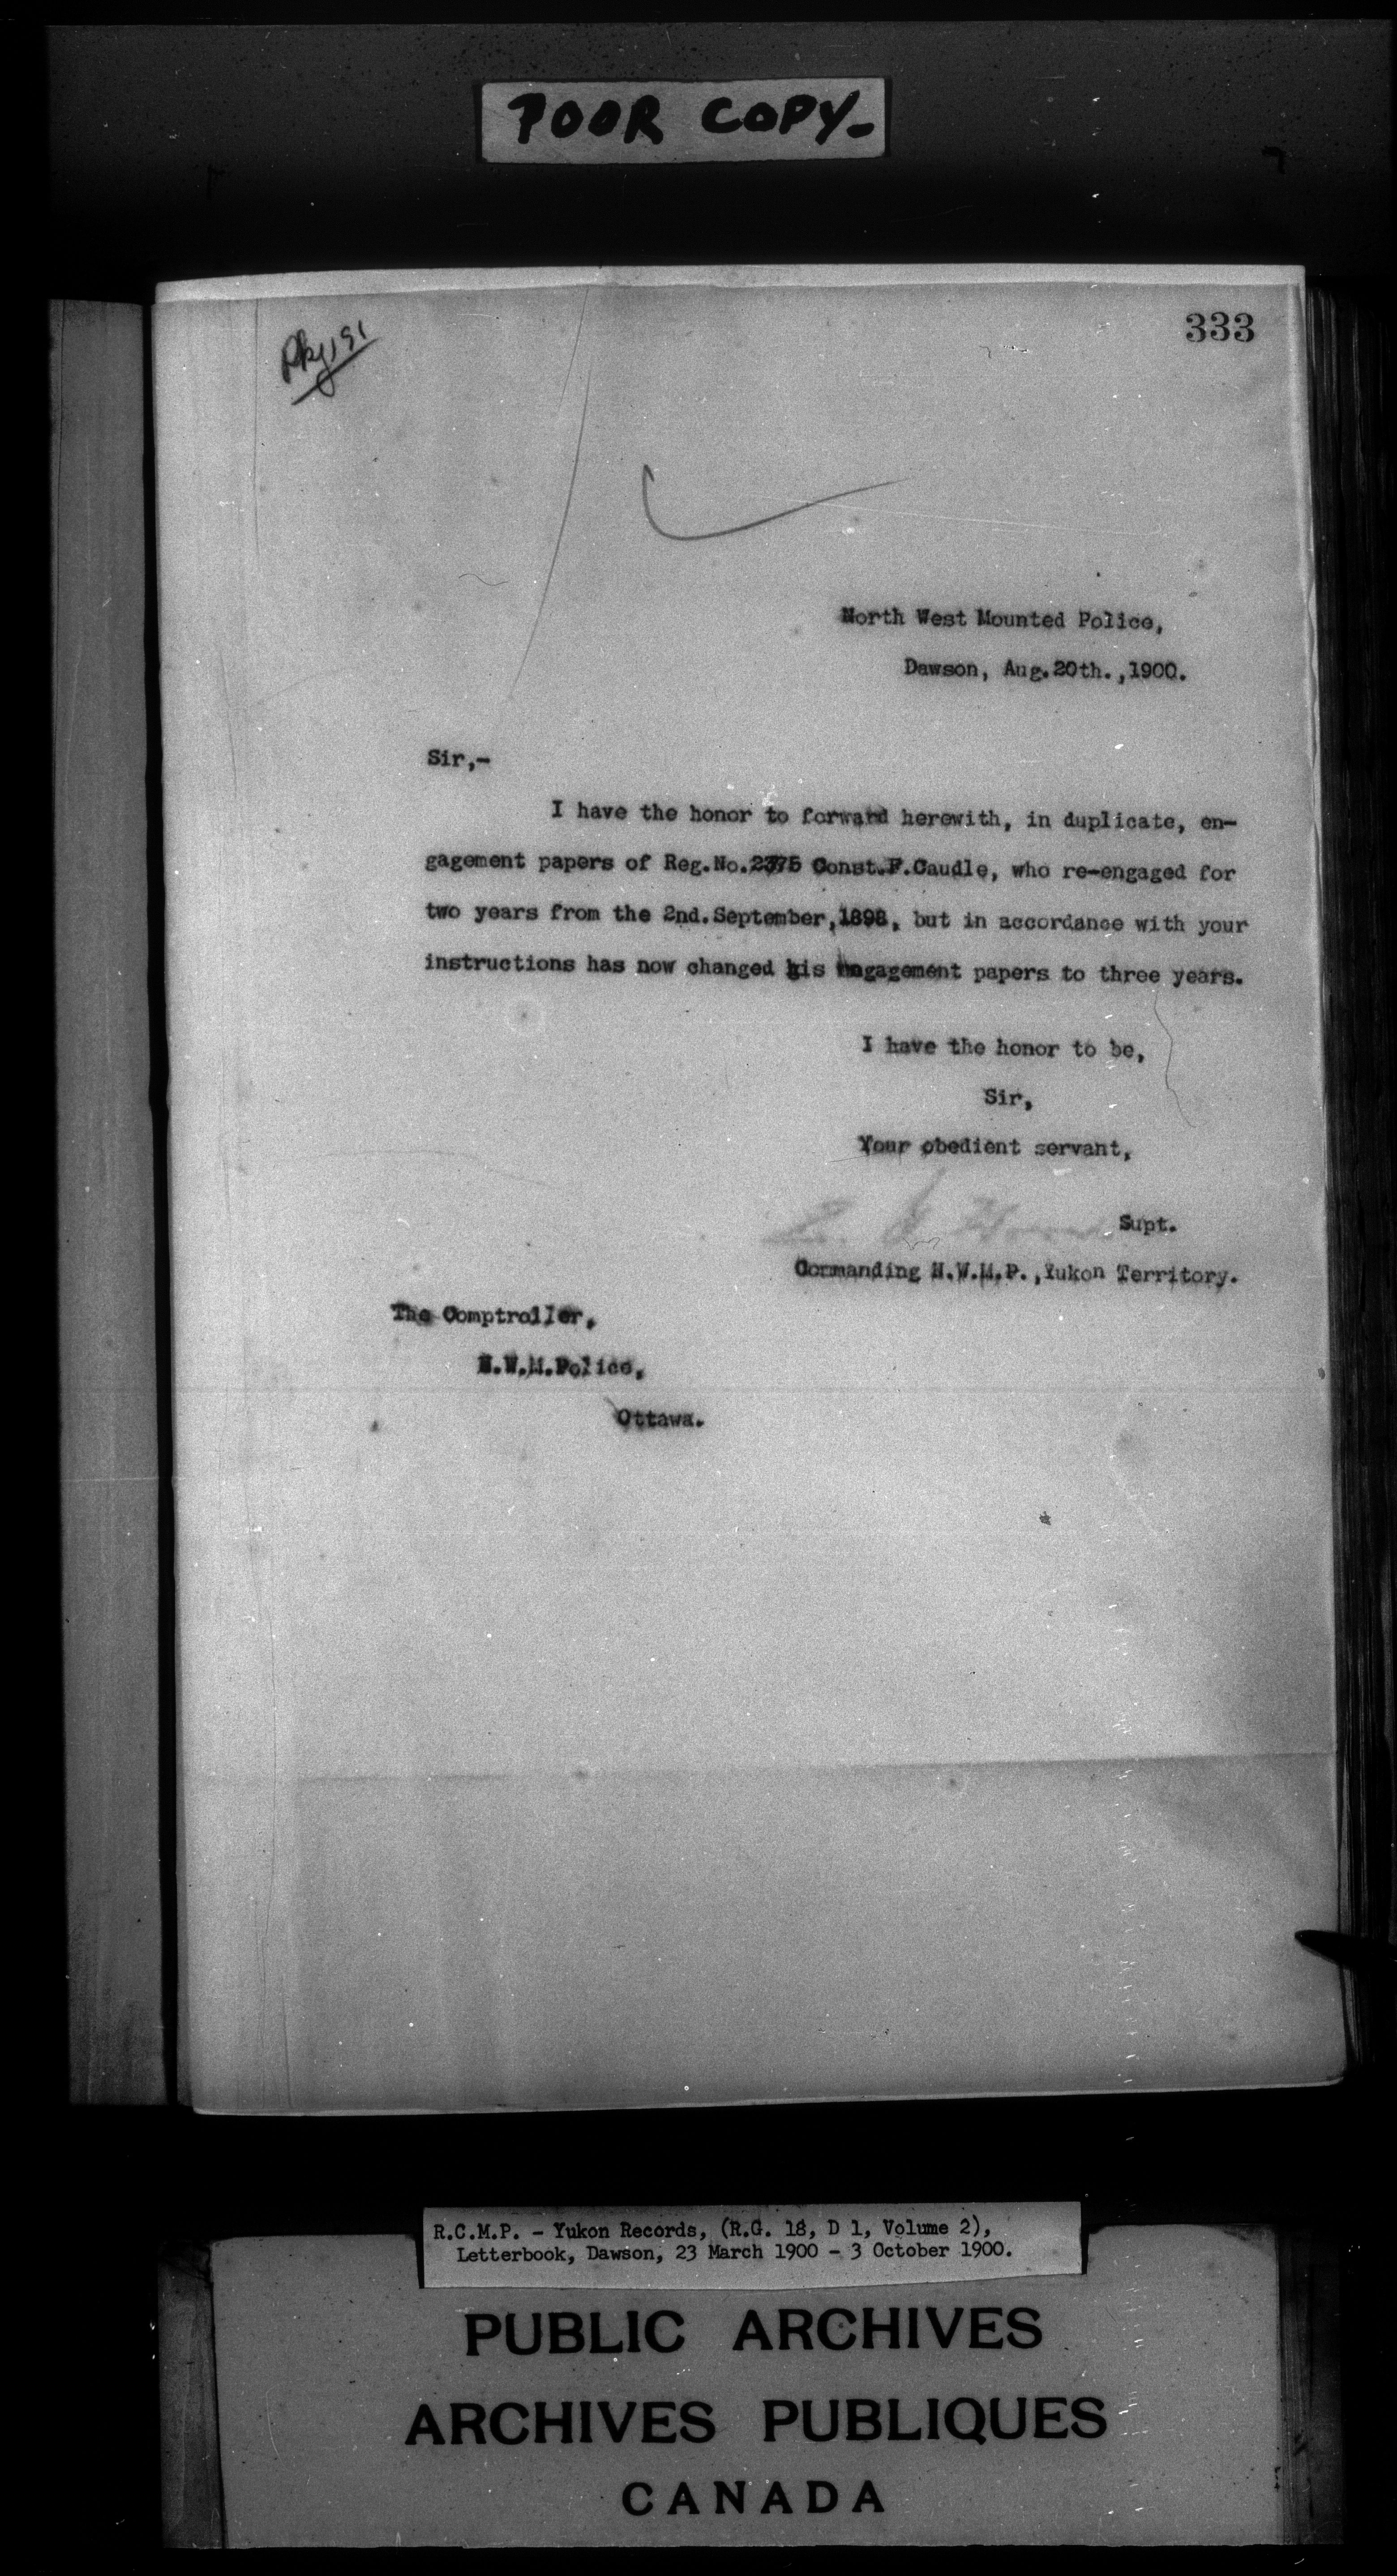 POOR COPY-
333
North West Mounted Police,
Dawson, Aug.20th.,1900.
Sir,-
I have the honor to forward herewith, in duplicate, en-
gagement papers of Reg.No.2375 Const.F.Caudle, who re-engaged for
two years from the 2nd.September,1898, but in accordance with your
instructions has now changed his engagement papers to three years.
I have the honor to be,
Sir,
Your obedient servant,
Supt.
Commanding N.W.M.P.,Yukon Territory.
The Comptroller,
N.W.M.Police,
Ottawa.
R.C.M.P. - Yukon Records, (R.G. 18, D 1, Volume 2),
Letterbook, Dawson, 23 March 1900 - 3 October 1900.
PUBLIC ARCHIVES
ARCHIVES PUBLIQUES
CANADA